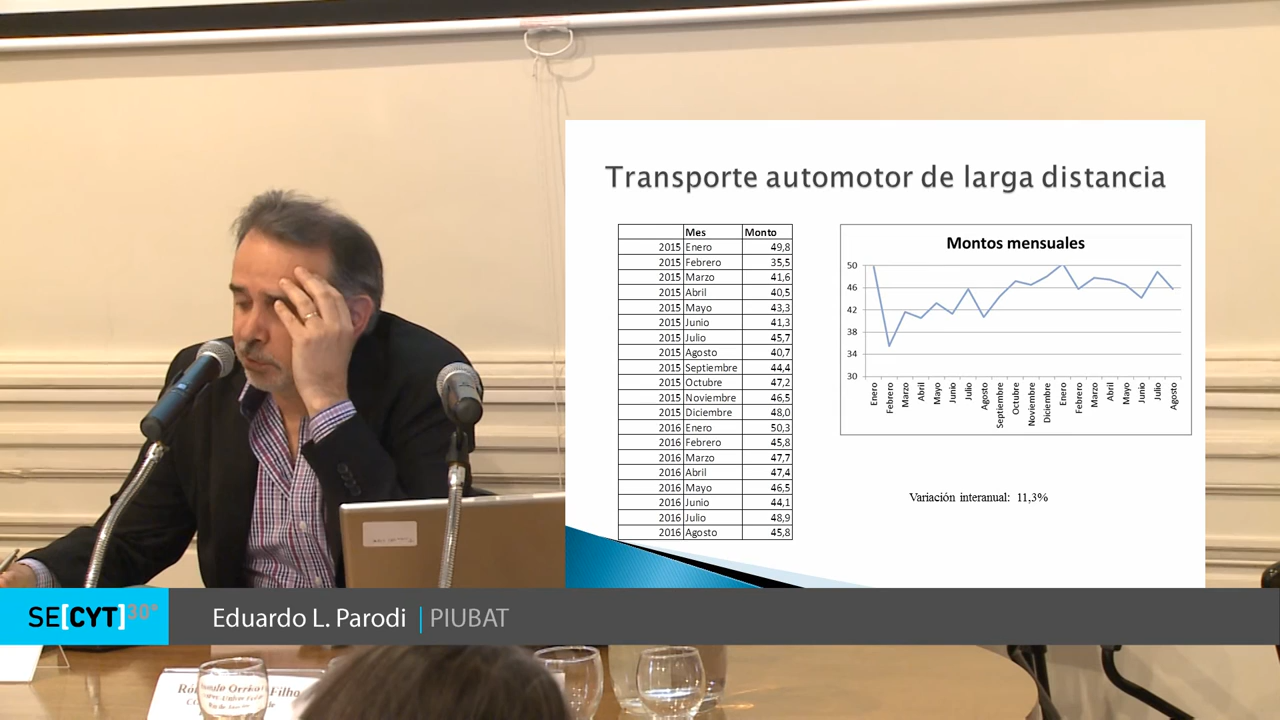 Transporte automotor de larga distancia
Mes Monto
2015 Enero 49,8
2015 Febrero 35,5
2015 Marzo 41,6
2015 Abril 40,5
2015 Mayo 43,3
2015 Junio 41,3
2015 Julio 45,7
2015 Agosto 40,7
2015 Septiembre 44,4
2015 Octubre 47,2
2015 Noviembre 46,5
2015 Diciembre 48,0
2016 Enero 50,3
2016 Febrero 45,8
2016 Marzo 47,7
2016 Abril 47,4
2016 Mayo 46,5
2016 Junio 44,1
2016 Julio 48,9
2016 Agosto 45,8
Montos mensuales
50
46
42
38
34
30
Enero
Febrero
Marzo
Abril
Mayo
Junio
Julio
Agosto
Septiembre
Octubre
Noviembre
Diciembre
Enero
Febrero
Marzo
Abril
Mayo
Junio
Julio
Agosto
Variación interanual: 11,3%
SE[CYT]30°
Eduardo L. Parodi | PIUBAT
Filho